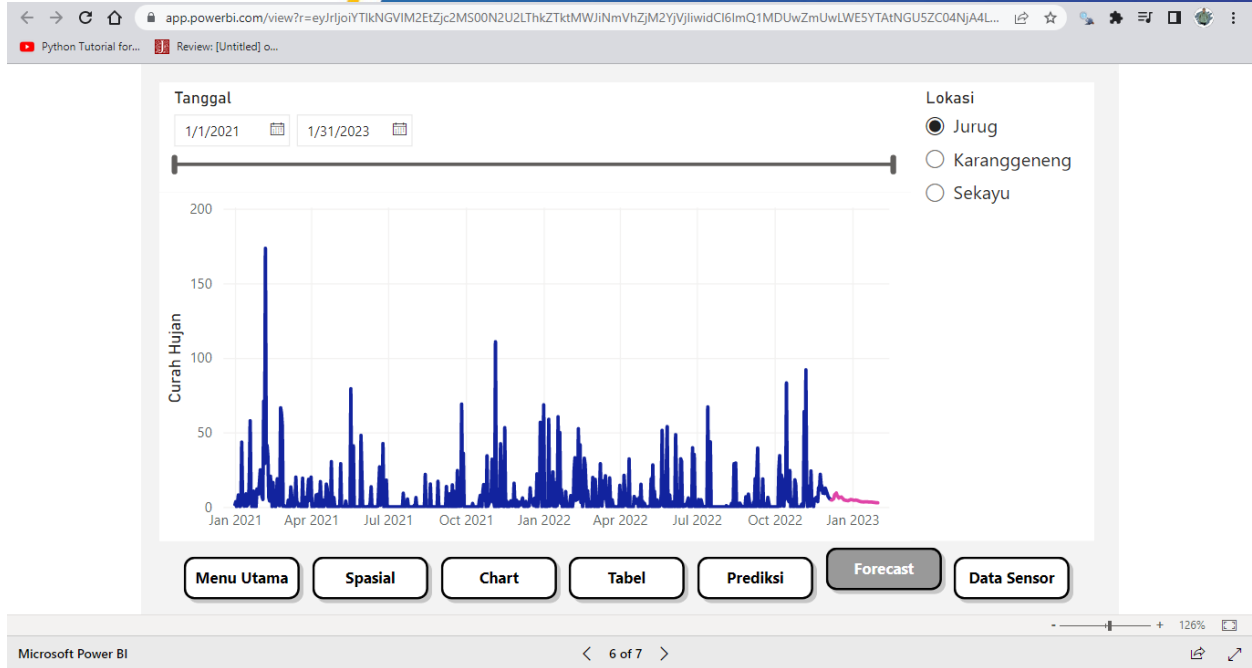 app.powerbi.com/view?r=eyJrIjoiYTlkNGVlM2EtZjc2MS00N2U2LThkZTktMWJiNmVhZjM2YjVjIiwidCI6ImQ1MDUwZmUwLWE5YTAtNGU5ZC04NjA4L...
Python Tutorial for...
Review: [Untitled] o...
Tanggal
1/1/2021
1/31/2023
Lokasi
Jurug
Karanggeneng
Sekayu
Curah Hujan
200
150
100
50
0
Jan 2021 Apr 2021 Jul 2021 Oct 2021 Jan 2022 Apr 2022 Jul 2022 Oct 2022 Jan 2023
Menu Utama Spasial Chart Tabel Prediksi Forecast Data Sensor
- + 126%
Microsoft Power BI
< 6 of 7 >